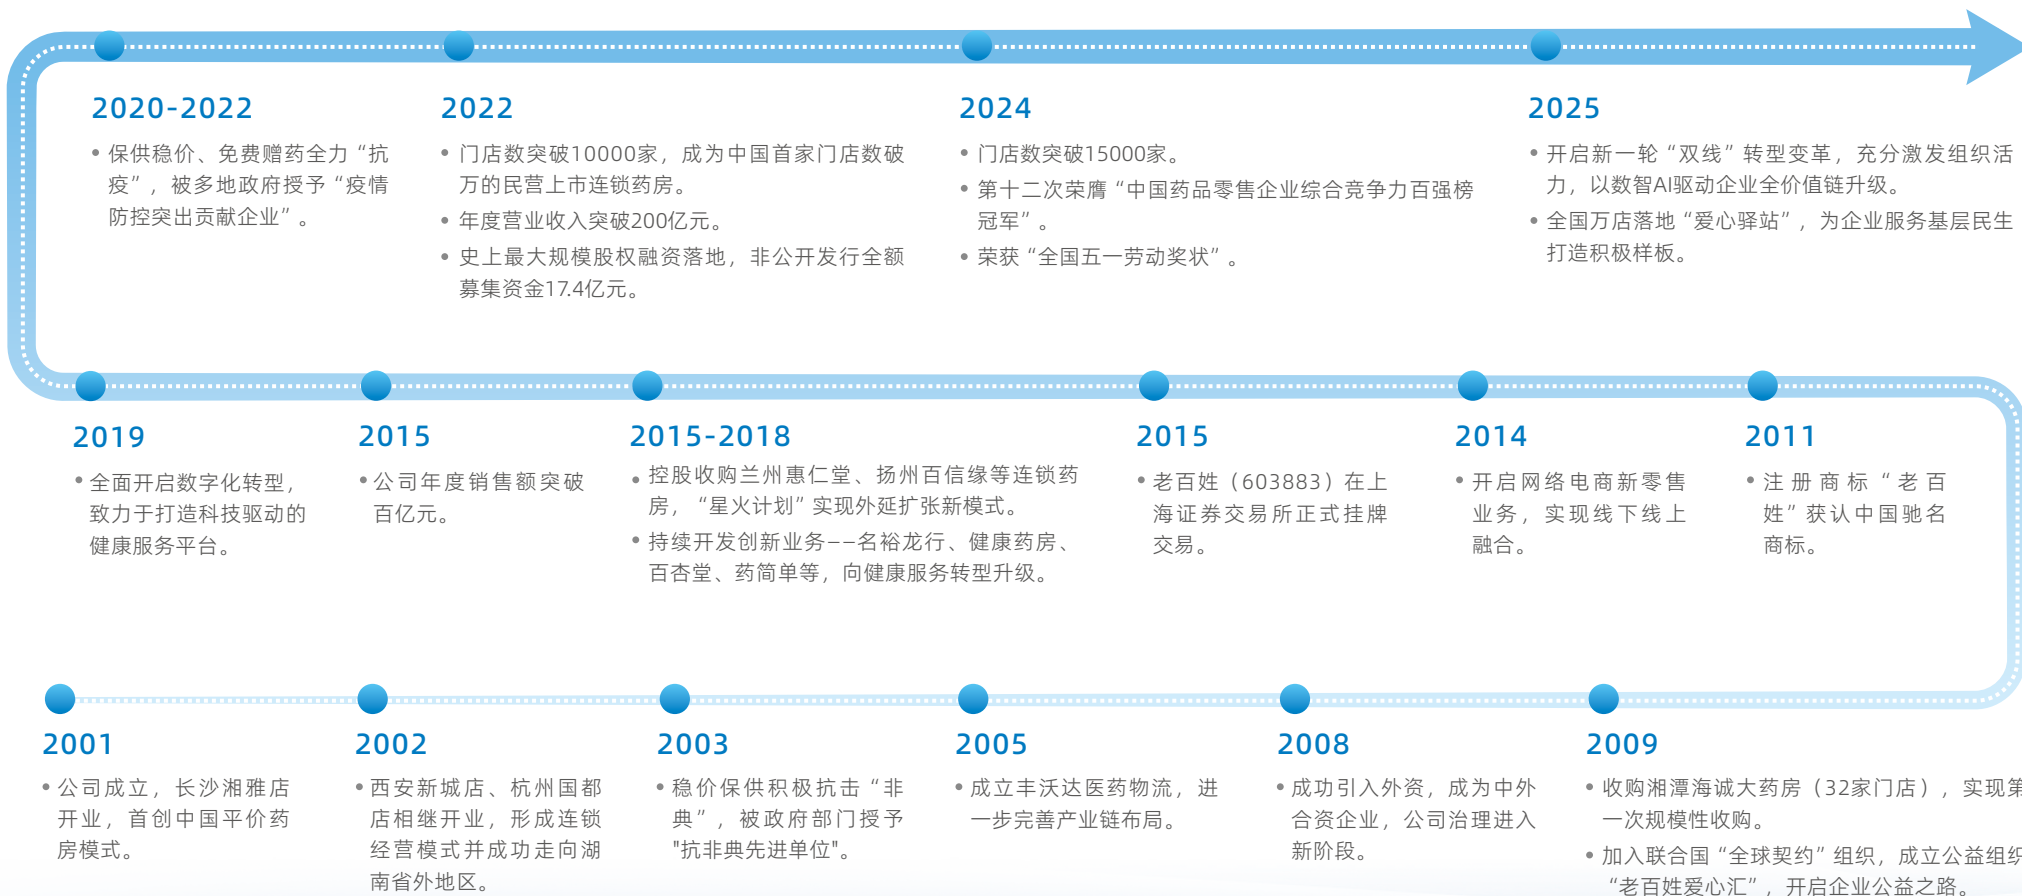 2020-2022
• 保供稳价、免费赠药全力“抗
疫”，被多地政府授予“疫情
防控突出贡献企业”。
2022
• 门店数突破10000家，成为中国首家门店数破
万的民营上市连锁药房。
• 年度营业收入突破200亿元。
• 史上最大规模股权融资落地，非公开发行全额
募集资金17.4亿元。
2024
• 门店数突破15000家。
• 第十二次荣膺“中国药品零售企业综合竞争力百强榜
冠军”。
• 荣获“全国五一劳动奖状”。
2025
• 开启新一轮“双线”转型变革，充分激发组织活
力，以数智AI驱动企业全价值链升级。
• 全国万店落地“爱心驿站”，为企业服务基层民生
打造积极样板。
2019
• 全面开启数字化转型，
致力于打造科技驱动的
健康服务平台。
2015
• 公司年度销售额突破
百亿元。
2015-2018
• 控股收购兰州惠仁堂、扬州百信缘等连锁药
房，“星火计划”实现外延扩张新模式。
• 持续开发创新业务——名裕龙行、健康药房、
百杏堂、药简单等，向健康服务转型升级。
2015
• 老百姓（603883）在上
海证券交易所正式挂牌
交易。
2014
• 开启网络电商新零售
业务，实现线下线上
融合。
2011
• 注册商标“老百
姓”获认中国驰名
商标。
2001
• 公司成立，长沙湘雅店
开业，首创中国平价药
房模式。
2002
• 西安新城店、杭州国都
店相继开业，形成连锁
经营模式并成功走向湖
南省外地区。
2003
• 稳价保供积极抗击“非
典”，被政府部门授予
"抗非典先进单位"。
2005
• 成立丰沃达医药物流，进
一步完善产业链布局。
2008
• 成功引入外资，成为中外
合资企业，公司治理进入
新阶段。
2009
• 收购湘潭海诚大药房（32家门店），实现第
一次规模性收购。
• 加入联合国“全球契约”组织，成立公益组织
“老百姓爱心汇”，开启企业公益之路。